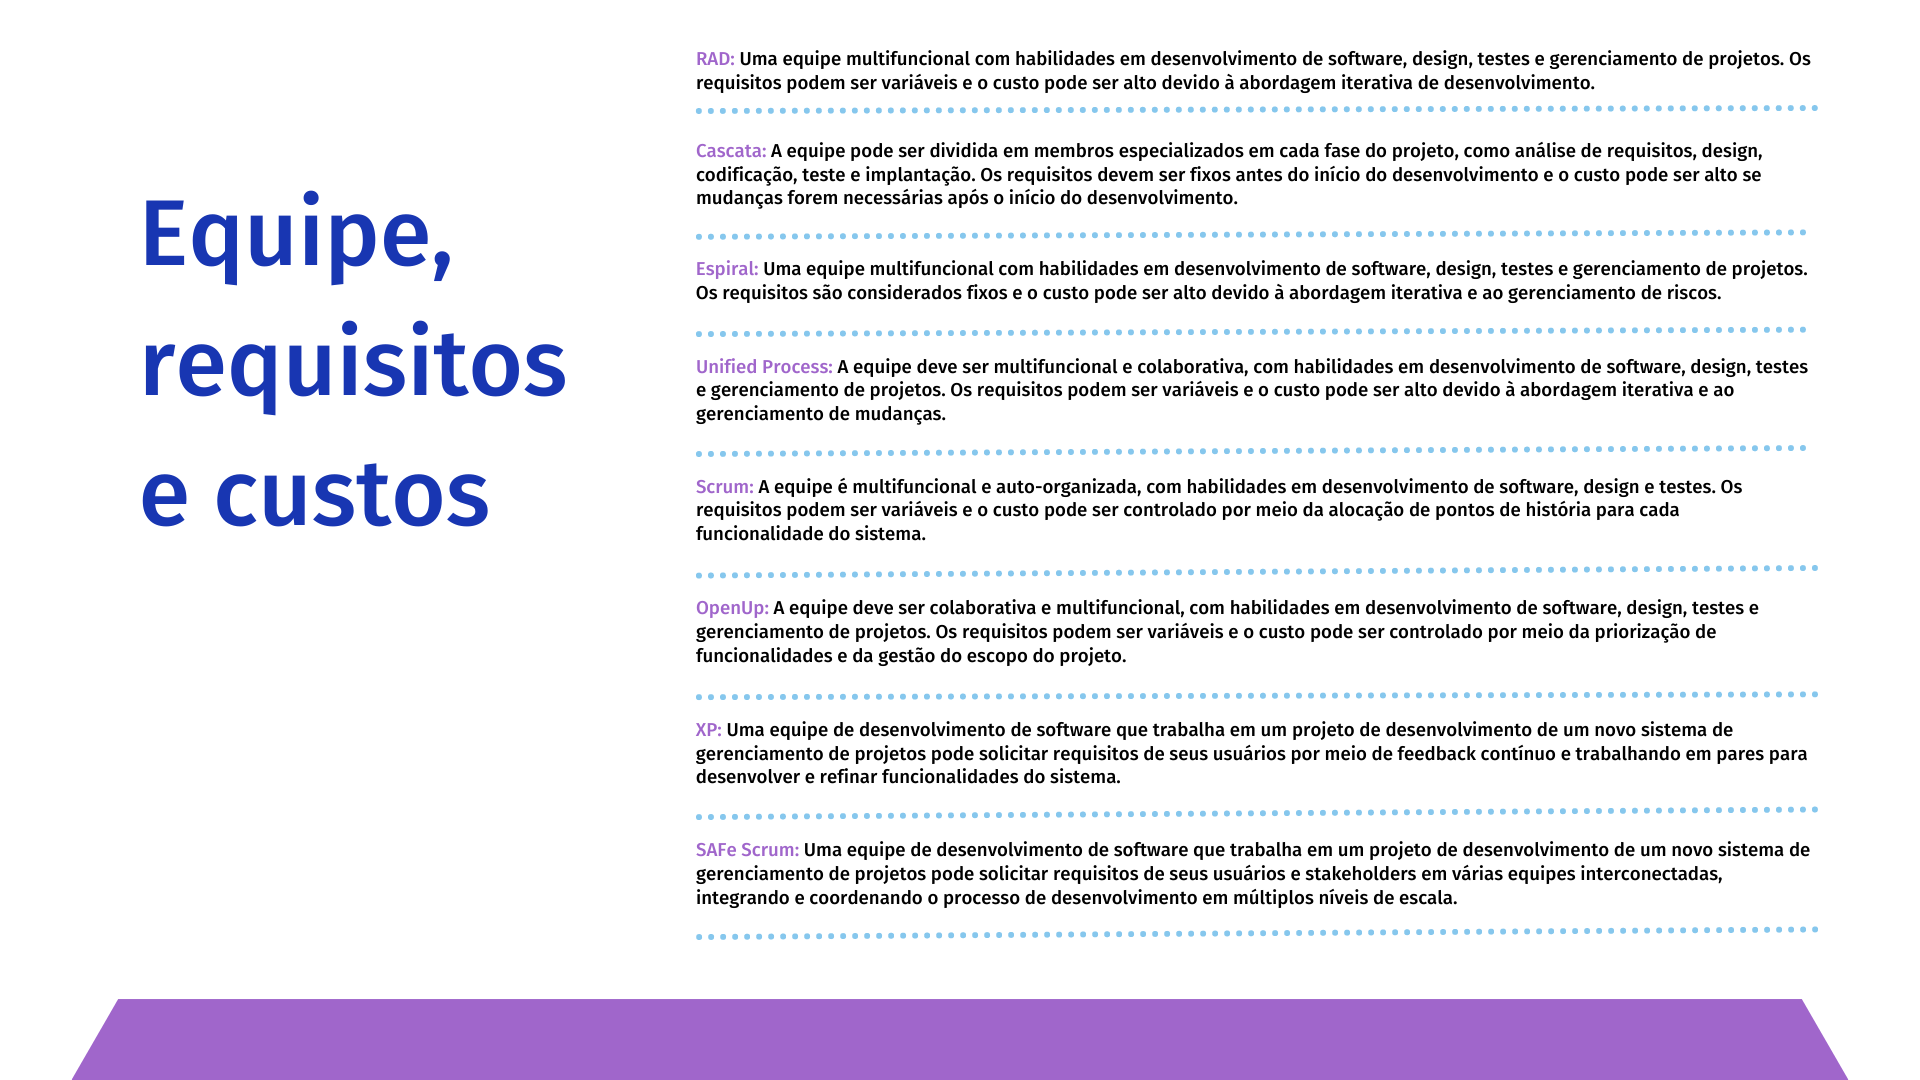 Equipe,
requisitos
e custos
RAD: Uma equipe multifuncional com habilidades em desenvolvimento de software, design, testes e gerenciamento de projetos. Os
requisitos podem ser variáveis e o custo pode ser alto devido à abordagem iterativa de desenvolvimento.
Cascata: A equipe pode ser dividida em membros especializados em cada fase do projeto, como análise de requisitos, design,
codificação, teste e implantação. Os requisitos devem ser fixos antes do início do desenvolvimento e o custo pode ser alto se
mudanças forem necessárias após o início do desenvolvimento.
Espiral: Uma equipe multifuncional com habilidades em desenvolvimento de software, design, testes e gerenciamento de projetos.
Os requisitos são considerados fixos e o custo pode ser alto devido à abordagem iterativa e ao gerenciamento de riscos.
Unified Process: A equipe deve ser multifuncional e colaborativa, com habilidades em desenvolvimento de software, design, testes
e gerenciamento de projetos. Os requisitos podem ser variáveis e o custo pode ser alto devido à abordagem iterativa e ao
gerenciamento de mudanças.
Scrum: A equipe é multifuncional e auto-organizada, com habilidades em desenvolvimento de software, design e testes. Os
requisitos podem ser variáveis e o custo pode ser controlado por meio da alocação de pontos de história para cada
funcionalidade do sistema.
OpenUp: A equipe deve ser colaborativa e multifuncional, com habilidades em desenvolvimento de software, design, testes e
gerenciamento de projetos. Os requisitos podem ser variáveis e o custo pode ser controlado por meio da priorização de
funcionalidades e da gestão do escopo do projeto.
XP: Uma equipe de desenvolvimento de software que trabalha em um projeto de desenvolvimento de um novo sistema de
gerenciamento de projetos pode solicitar requisitos de seus usuários por meio de feedback contínuo e trabalhando em pares para
desenvolver e refinar funcionalidades do sistema.
SAFe Scrum: Uma equipe de desenvolvimento de software que trabalha em um projeto de desenvolvimento de um novo sistema de
gerenciamento de projetos pode solicitar requisitos de seus usuários e stakeholders em várias equipes interconectadas,
integrando e coordenando o processo de desenvolvimento em múltiplos níveis de escala.